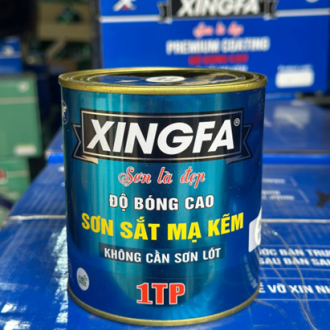 XINGFA
Sơn là đẹp
PREMIUM COATING
XINGFA®
Sơn là đẹp
ĐỘ BÓNG CAO
SƠN SẮT MẠ KẼM
KHÔNG CẦN SƠN LÓT
1TP